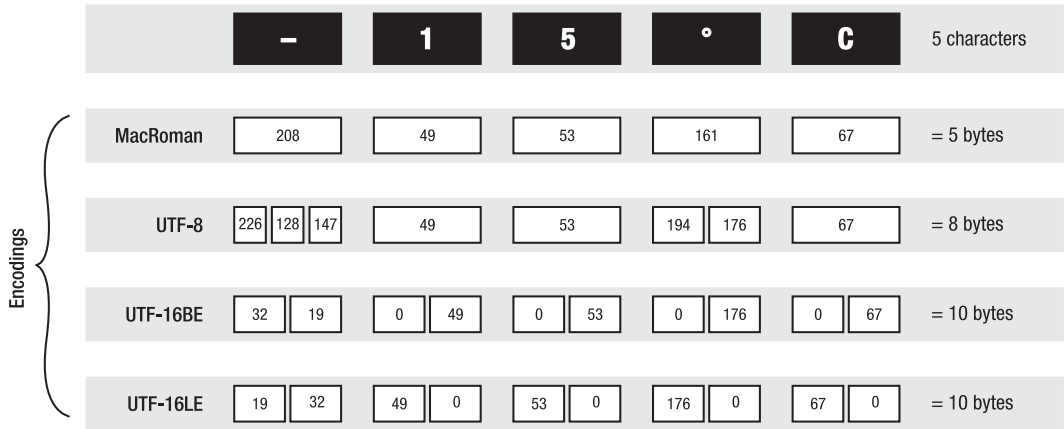 – 1 5 ° C 5 characters
MacRoman 208 49 53 161 67 = 5 bytes
UTF-8 226 128 147 49 53 194 176 67 = 8 bytes
Encodings
UTF-16BE 32 19 0 49 0 53 0 176 0 67 = 10 bytes
UTF-16LE 19 32 49 0 53 0 176 0 67 0 = 10 bytes